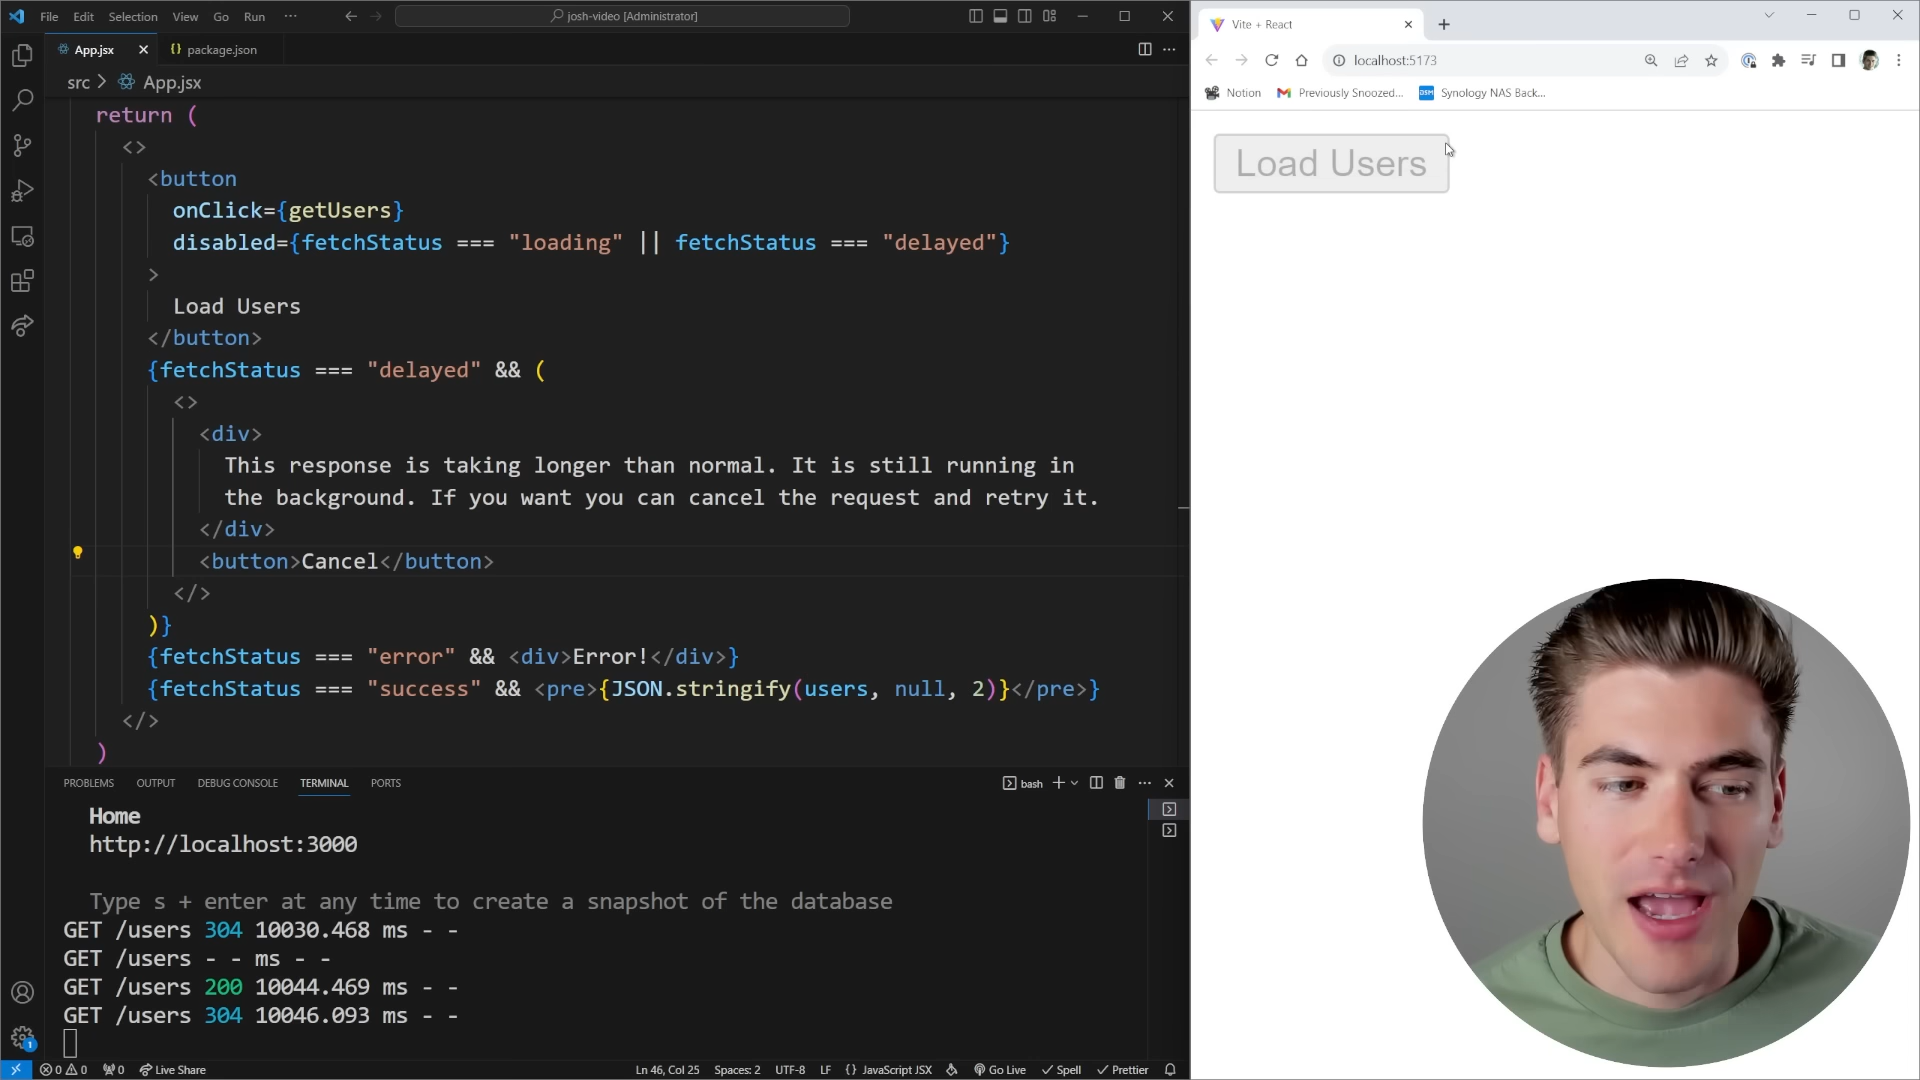 File Edit Selection View Go Run ···
josh-video [Administrator]
App.jsx
package.json
src > App.jsx
return (
<>
<button
onClick={getUsers}
disabled={fetchStatus === "loading" || fetchStatus === "delayed"}
>
Load Users
</button>
{fetchStatus === "delayed" && (
<>
<div>
This response is taking longer than normal. It is still running in
the background. If you want you can cancel the request and retry it.
</div>
<button>Cancel</button>
</>
)}
{fetchStatus === "error" && <div>Error!</div>}
{fetchStatus === "success" && <pre>{JSON.stringify(users, null, 2)}</pre>}
</>
)
PROBLEMS OUTPUT DEBUG CONSOLE TERMINAL PORTS
bash
Home
http://localhost:3000
Type s + enter at any time to create a snapshot of the database
GET /users 304 10030.468 ms - -
GET /users - - ms - -
GET /users 200 10044.469 ms - -
GET /users 304 10046.093 ms - -
1
0 0 0 Live Share
Ln 46, Col 25 Spaces: 2 UTF-8 LF {} JavaScript JSX Go Live Spell Prettier
Vite + React
localhost:5173
Notion Previously Snoozed... DSM Synology NAS Back...
Load Users